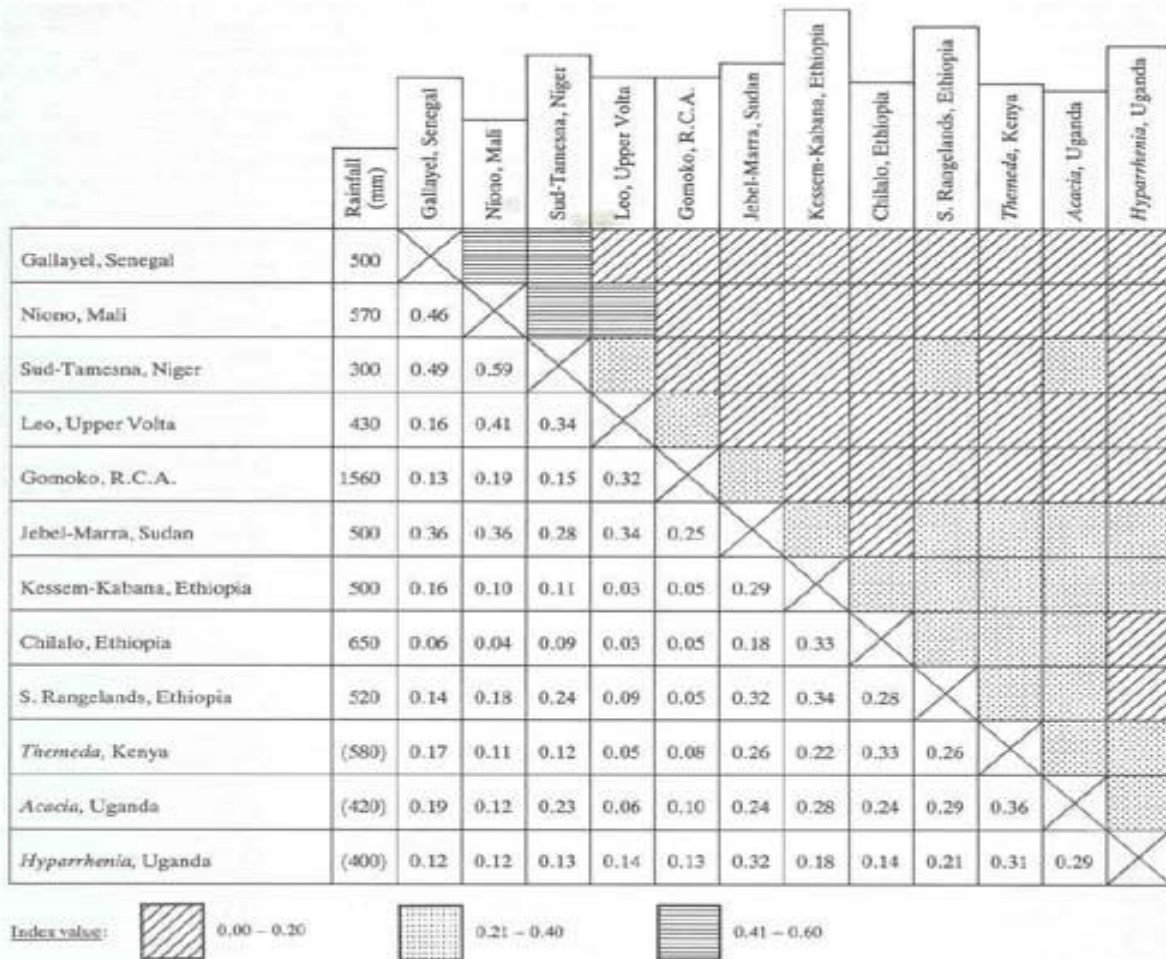 Rainfall (mm)
Gallayel, Senegal
Niono, Mali
Sud-Tamesna, Niger
Leo, Upper Volta
Gomoko, R.C.A.
Jebel-Marra, Sudan
Kessem-Kabana, Ethiopia
Chilalo, Ethiopia
S. Rangelands, Ethiopia
Themeda, Kenya
Acacia, Uganda
Hyparrhenia, Uganda
Gallayel, Senegal 500
Niono, Mali 570 0.46
Sud-Tamesna, Niger 300 0.49 0.59
Leo, Upper Volta 430 0.16 0.41 0.34
Gomoko, R.C.A. 1560 0.13 0.19 0.15 0.32
Jebel-Marra, Sudan 500 0.36 0.36 0.28 0.34 0.25
Kessem-Kabana, Ethiopia 500 0.16 0.10 0.11 0.03 0.05 0.29
Chilalo, Ethiopia 650 0.06 0.04 0.09 0.03 0.05 0.18 0.33
S. Rangelands, Ethiopia 520 0.14 0.18 0.24 0.09 0.05 0.32 0.34 0.28
Themeda, Kenya (580) 0.17 0.11 0.12 0.05 0.08 0.26 0.22 0.33 0.26
Acacia, Uganda (420) 0.19 0.12 0.23 0.06 0.10 0.24 0.28 0.24 0.29 0.36
Hyparrhenia, Uganda (400) 0.12 0.12 0.13 0.14 0.13 0.32 0.18 0.14 0.21 0.31 0.29
Index value: 0.00 – 0.20 0.21 – 0.40 0.41 – 0.60